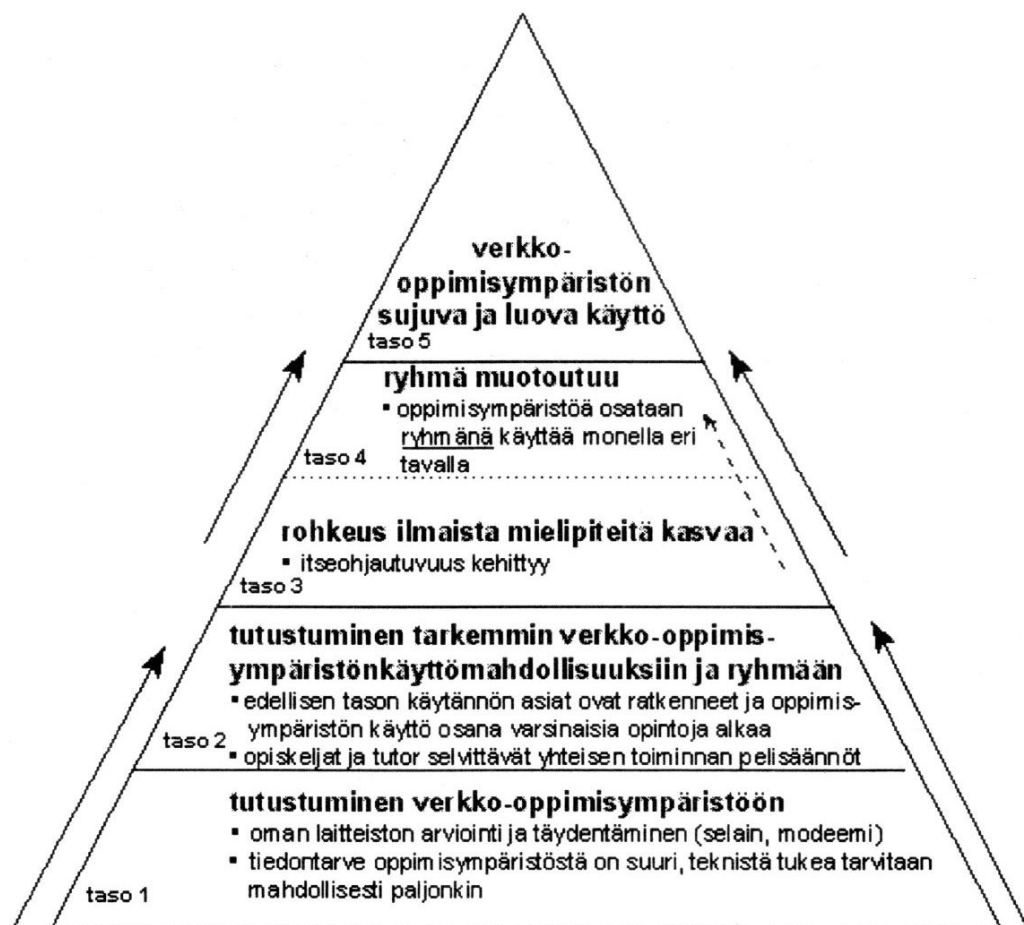 verkko-
oppimisympäristön
sujuva ja luova käyttö
taso 5
ryhmä muotoutuu
▪ oppimisympäristöä osataan
ryhmänä käyttää monella eri
tavalla
taso 4
rohkeus ilmaista mielipiteitä kasvaa
▪ itseohjautuvuus kehittyy
taso 3
tutustuminen tarkemmin verkko-oppimis-
ympäristönkäyttömahdollisuuksiin ja ryhmään
▪ edellisen tason käytännön asiat ovat ratkenneet ja oppimis-
ympäristön käyttö osana varsinaisia opintoja alkaa
taso 2
▪ opiskelijat ja tutor selvittävät yhteisen toiminnan pelisäännöt
tutustuminen verkko-oppimisympäristöön
▪ oman laitteiston arviointi ja täydentäminen (selain, modeemi)
▪ tiedontarve oppimisympäristöstä on suuri, teknistä tukea tarvitaan
mahdollisesti paljonkin
taso 1